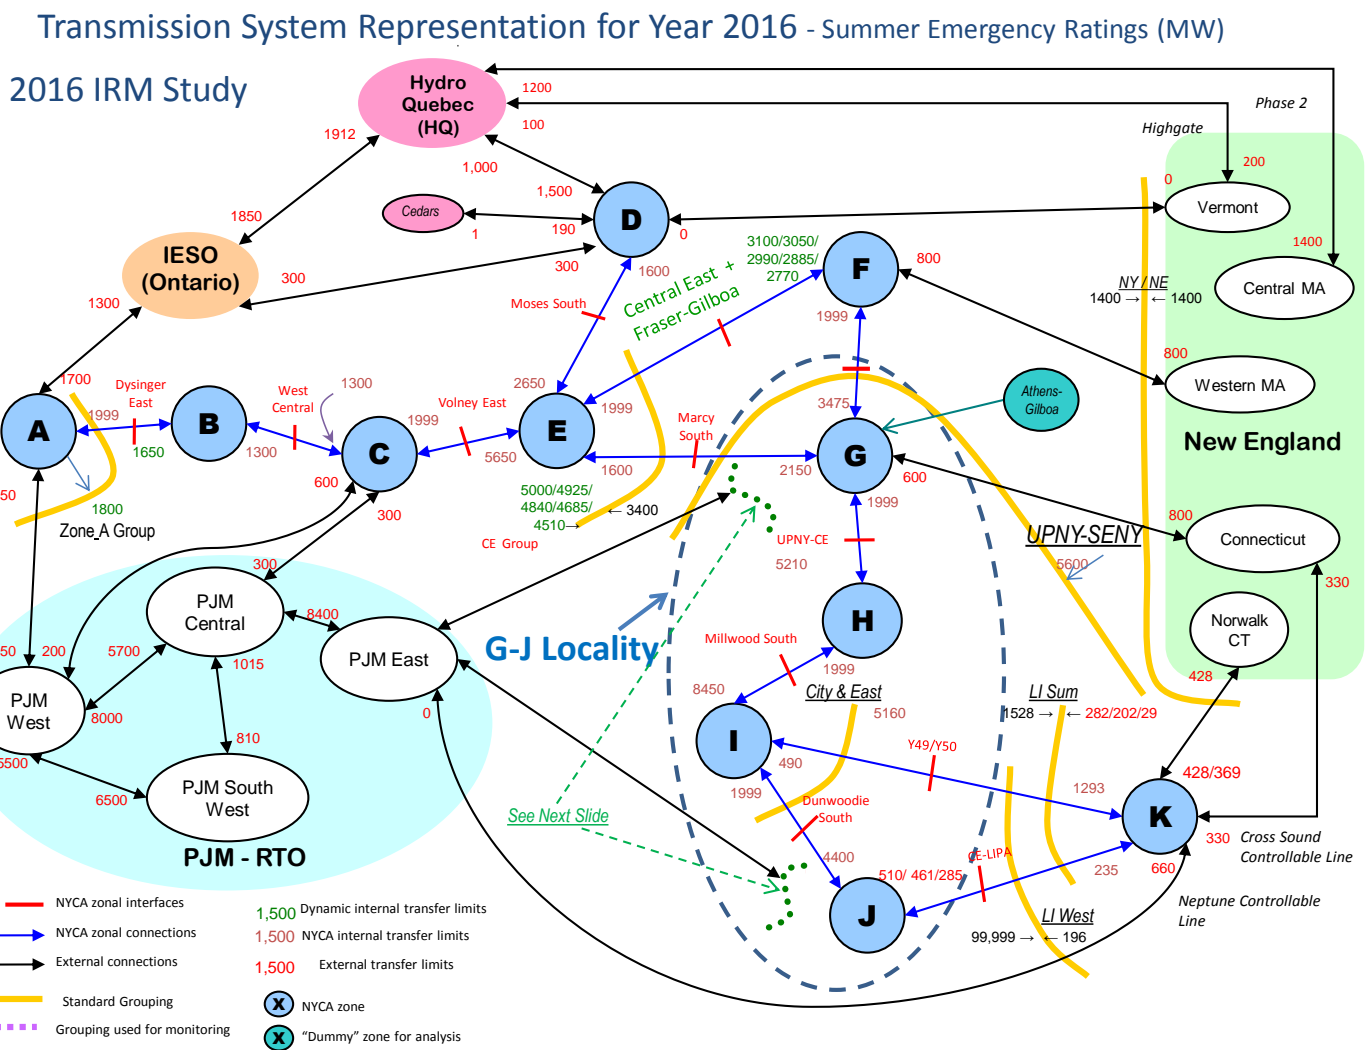 Transmission System Representation for Year 2016 - Summer Emergency Ratings (MW)
2016 IRM Study
Hydro
Quebec
(HQ)
1200
100
Phase 2
Highgate
1912
1,000
1,500
200
0
Vermont
Cedars
1
190
D
0
1850
IESO
(Ontario)
300
300
1600
3100/3050/
2990/2885/
2770
F
800
1400
Central MA
NY / NE
1400 → ← 1400
Central East +
Fraser-Gilboa
Moses South
1999
1300
1700
Dysinger
East
West
Central
1300
2650
1999
800
Western MA
Athens-
Gilboa
New England
A
1999
1650
B
1300
C
1999
Volney East
5650
E
1600
Marcy
South
3475
2150
G
600
1999
50
1800
Zone_A Group
600
300
5000/4925/
4840/4685/
4510→
← 3400
CE Group
UPNY-CE
5210
UPNY-SENY
5600
800
Connecticut
330
Norwalk
CT
428
300
PJM
Central
8400
PJM East
0
G-J Locality
H
Millwood South
1999
50
200
5700
1015
PJM
West
8000
810
5500
6500
PJM South
West
PJM - RTO
8450
City & East
5160
I
490
1999
LI Sum
1528 → ← 282/202/29
Y49/Y50
1293
428/369
K
330
Cross Sound
Controllable Line
See Next Slide
Dunwoodie
South
4400
510/ 461/285
CE-LIPA
235
660
J
LI West
99,999 → ← 196
Neptune Controllable
Line
NYCA zonal interfaces
NYCA zonal connections
External connections
Standard Grouping
Grouping used for monitoring
1,500 Dynamic internal transfer limits
1,500 NYCA internal transfer limits
1,500 External transfer limits
X NYCA zone
X "Dummy" zone for analysis